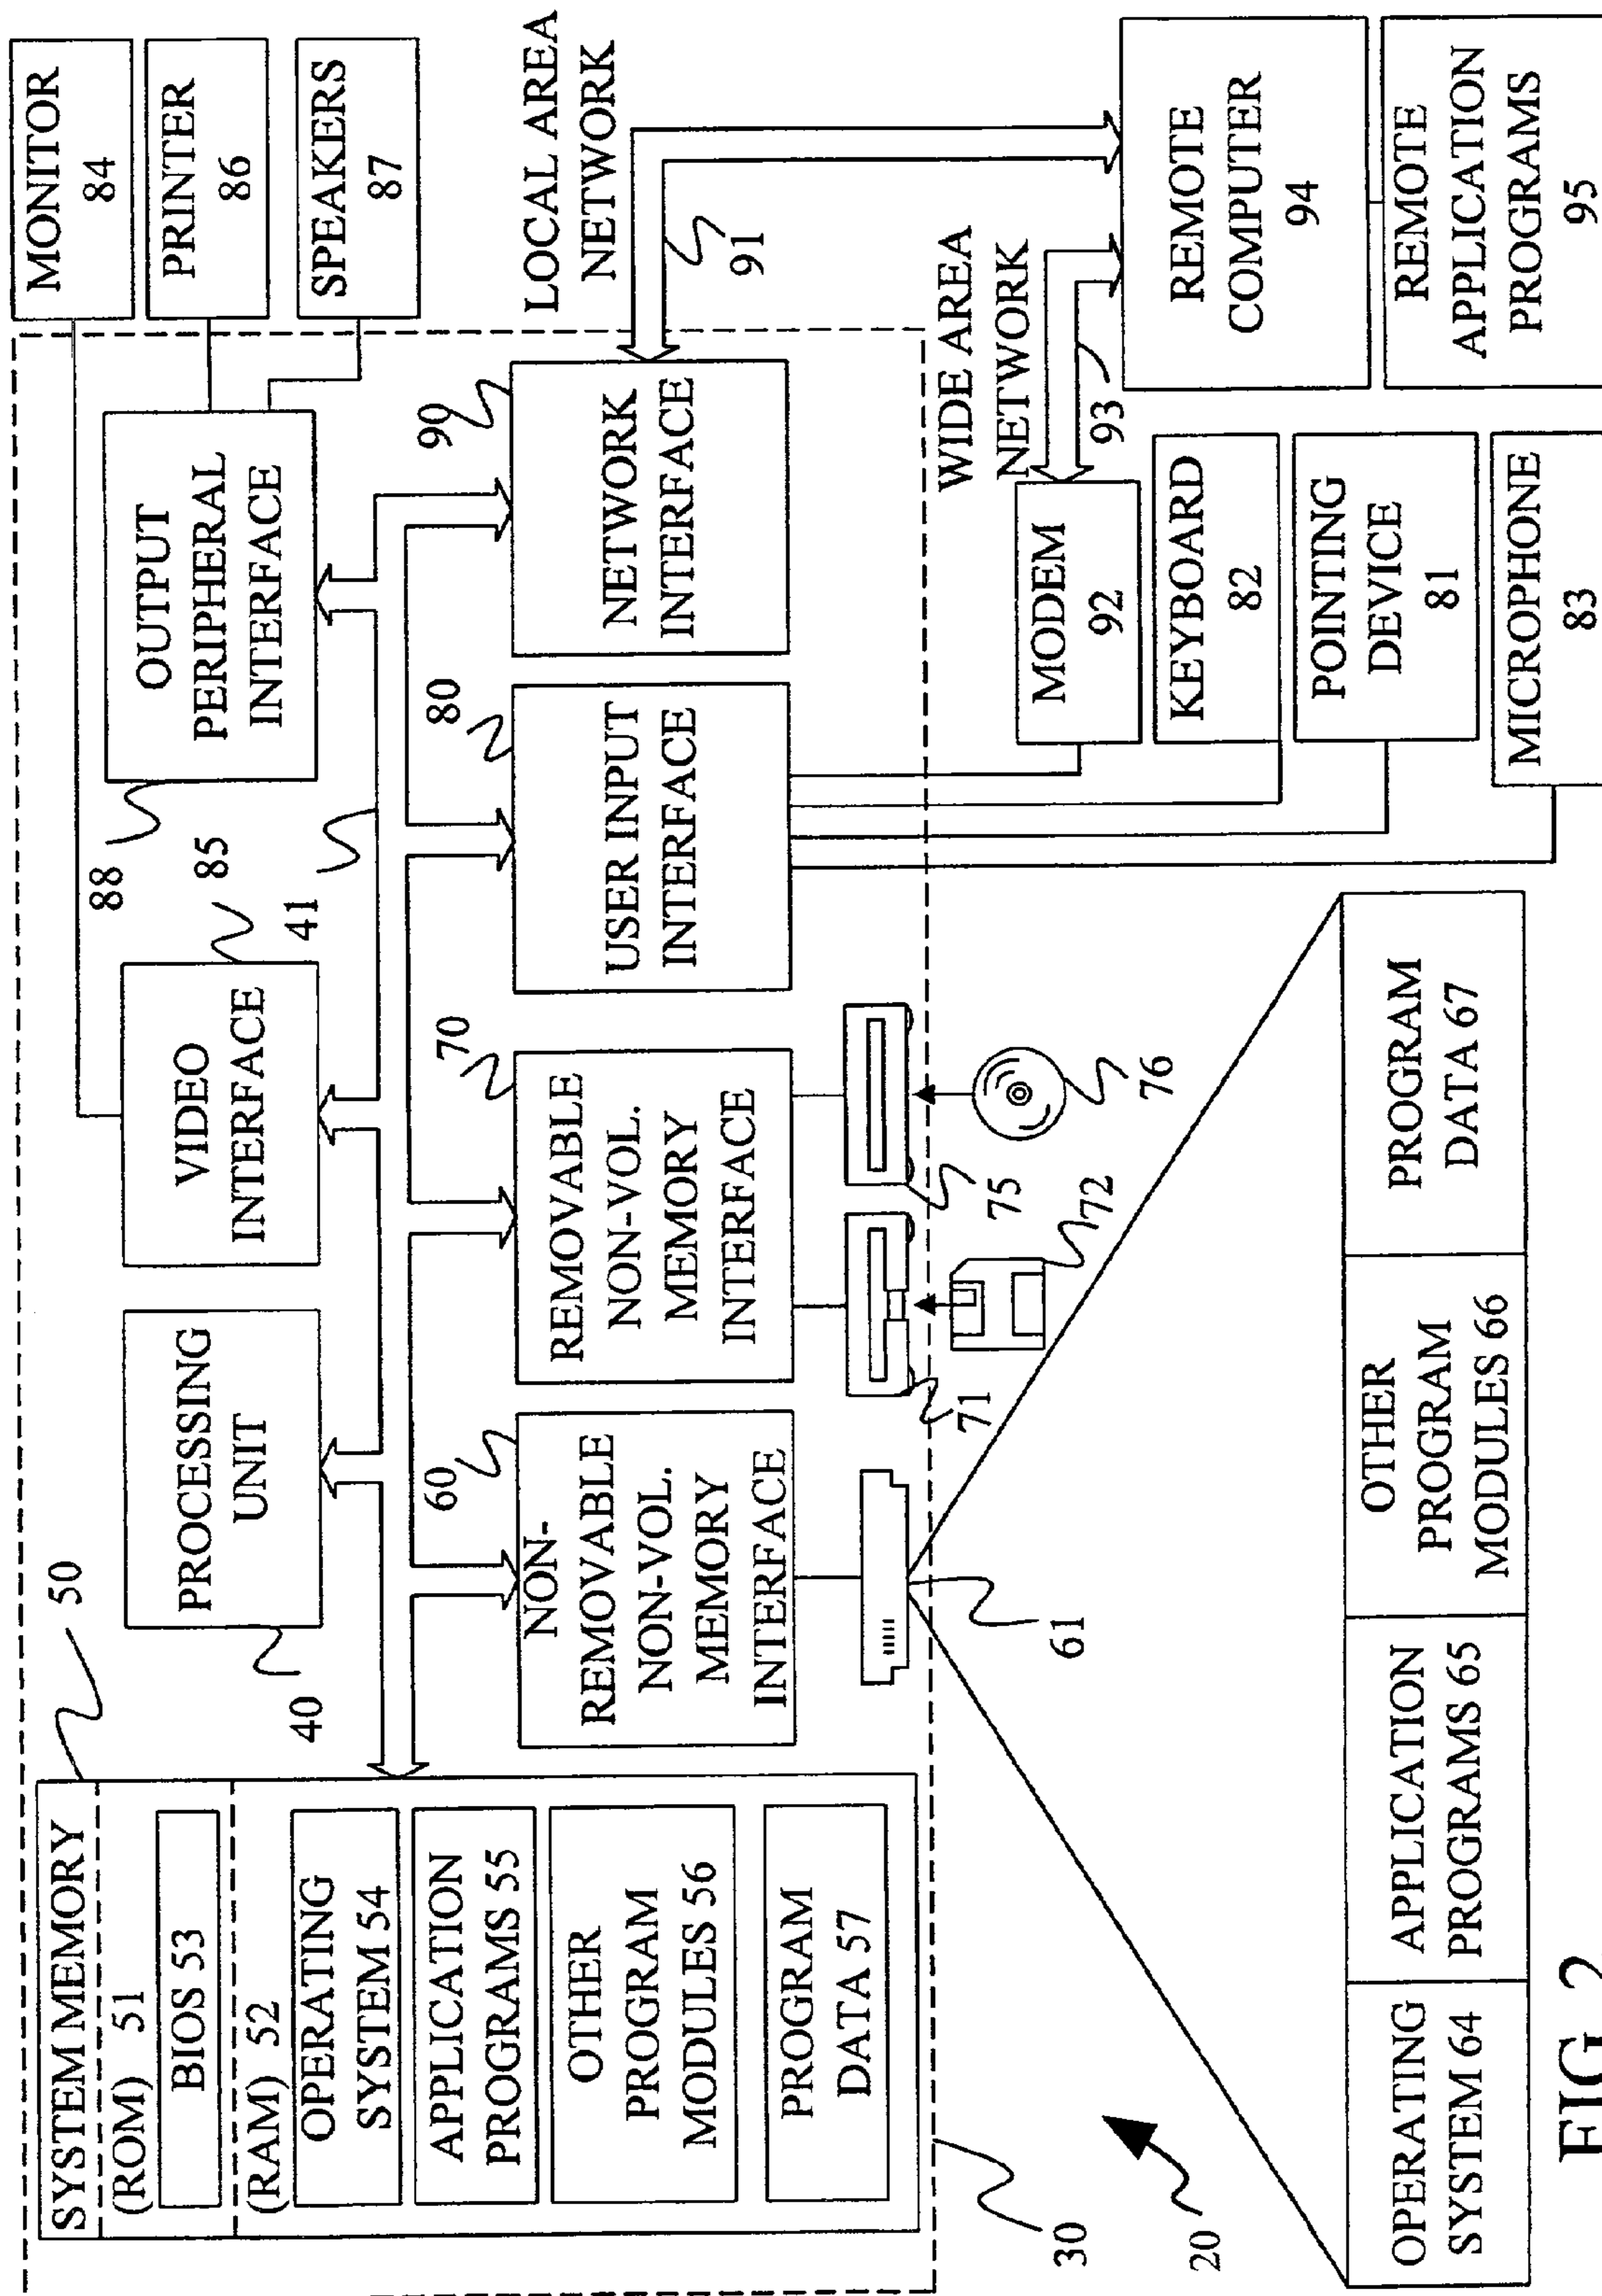 SYSTEM MEMORY
(ROM) 51
BIOS 53
(RAM) 52
OPERATING
SYSTEM 54
APPLICATION
PROGRAMS 55
OTHER
PROGRAM
MODULES 56
PROGRAM
DATA 57
50
40
PROCESSING
UNIT
VIDEO
INTERFACE
88
85
41
OUTPUT
PERIPHERAL
INTERFACE
MONITOR
84
PRINTER
86
SPEAKERS
87
60
NON-
REMOVABLE
NON-VOL.
MEMORY
INTERFACE
70
REMOVABLE
NON-VOL.
MEMORY
INTERFACE
80
USER INPUT
INTERFACE
90
NETWORK
INTERFACE
LOCAL AREA
NETWORK
91
61
71
72
75
76
WIDE AREA
NETWORK
93
MODEM
92
KEYBOARD
82
POINTING
DEVICE
81
MICROPHONE
83
REMOTE
COMPUTER
94
REMOTE
APPLICATION
PROGRAMS
95
30
20
OPERATING
SYSTEM 64
APPLICATION
PROGRAMS 65
OTHER
PROGRAM
MODULES 66
PROGRAM
DATA 67
FIG. 2